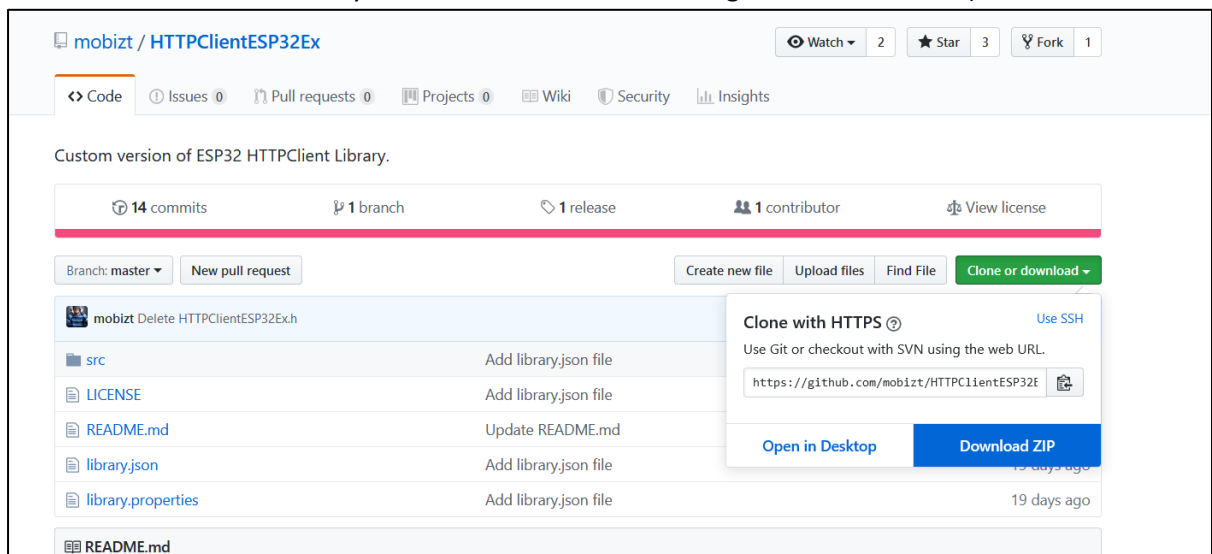 mobizt / HTTPClientESP32Ex
Watch 2 Star 3 Fork 1
Code Issues 0 Pull requests 0 Projects 0 Wiki Security Insights
Custom version of ESP32 HTTPClient Library.
14 commits 1 branch 1 release 1 contributor View license
Branch: master New pull request Create new file Upload files Find File Clone or download
mobizt Delete HTTPClientESP32Ex.h
Clone with HTTPS ? Use SSH
Use Git or checkout with SVN using the web URL.
src Add library.json file
https://github.com/mobizt/HTTPClientESP32E
LICENSE Add library.json file
README.md Update README.md
Open in Desktop Download ZIP
library.json Add library.json file 19 days ago
library.properties Add library.json file 19 days ago
README.md